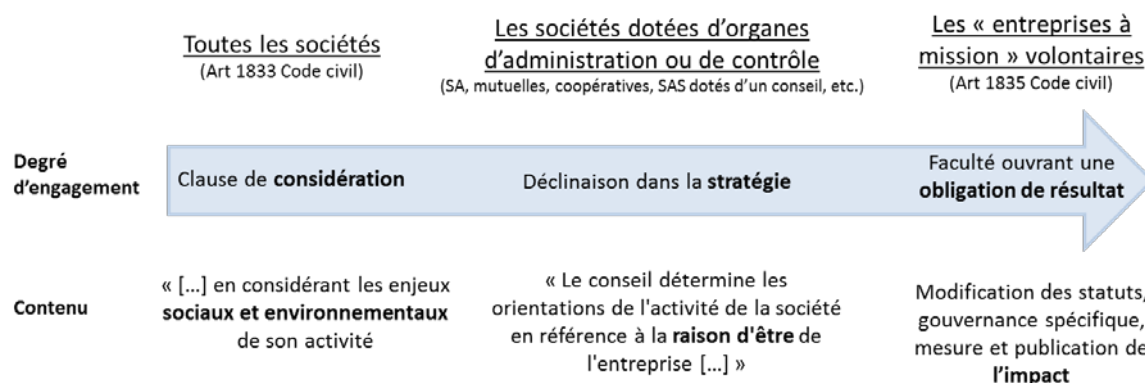 Toutes les sociétés
(Art 1833 Code civil)
Les sociétés dotées d’organes
d’administration ou de contrôle
(SA, mutuelles, coopératives, SAS dotés d’un conseil, etc.)
Les « entreprises à
mission » volontaires
(Art 1835 Code civil)
Degré
d’engagement
Clause de considération
Déclinaison dans la stratégie
Faculté ouvrant une
obligation de résultat
Contenu
« [...] en considérant les enjeux
sociaux et environnementaux
de son activité
« Le conseil détermine les
orientations de l'activité de la société
en référence à la raison d'être de
l'entreprise [...] »
Modification des statuts,
gouvernance spécifique,
mesure et publication de
l’impact